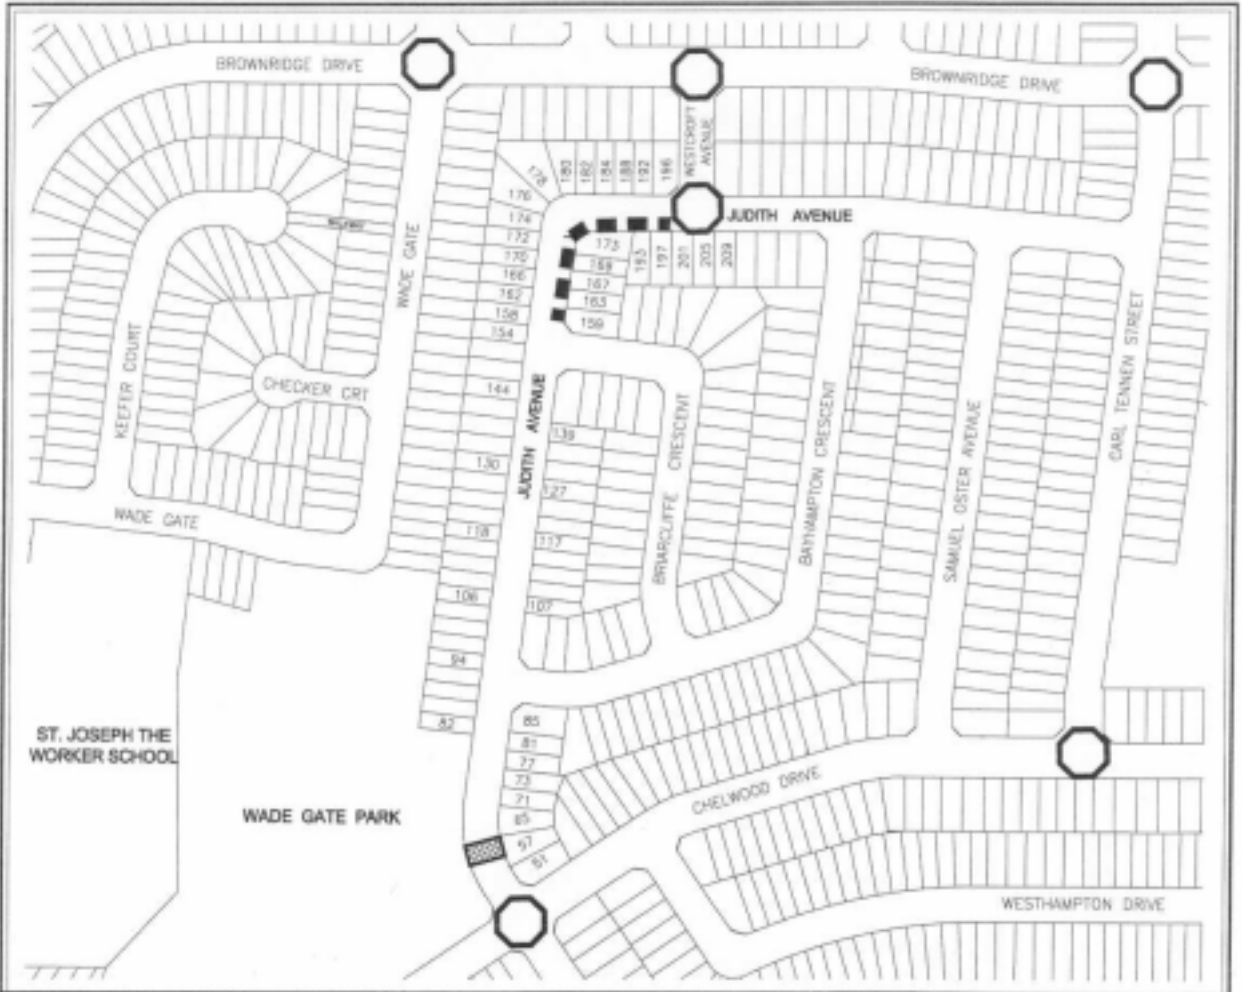 BROWNRIDGE DRIVE
BROWNRIDGE DRIVE
WESTCROFT
AVENUE
178
180
182
184
188
192
196
176
174
172
170
166
162
158
154
JUDITH AVENUE
173
169
167
163
159
193
197
201
205
209
WADE GATE
KEEFER COURT
CHECKER CRT
144
JUDITH AVENUE
139
130
127
118
117
106
107
94
82
BRIARCLIFFE CRESCENT
BAYHAMPTON CRESCENT
SAMUEL OSTER AVENUE
CARL TENNEN STREET
WADE GATE
85
81
77
73
71
65
57
51
ST. JOSEPH THE
WORKER SCHOOL
WADE GATE PARK
CHELWOOD DRIVE
WESTHAMPTON DRIVE